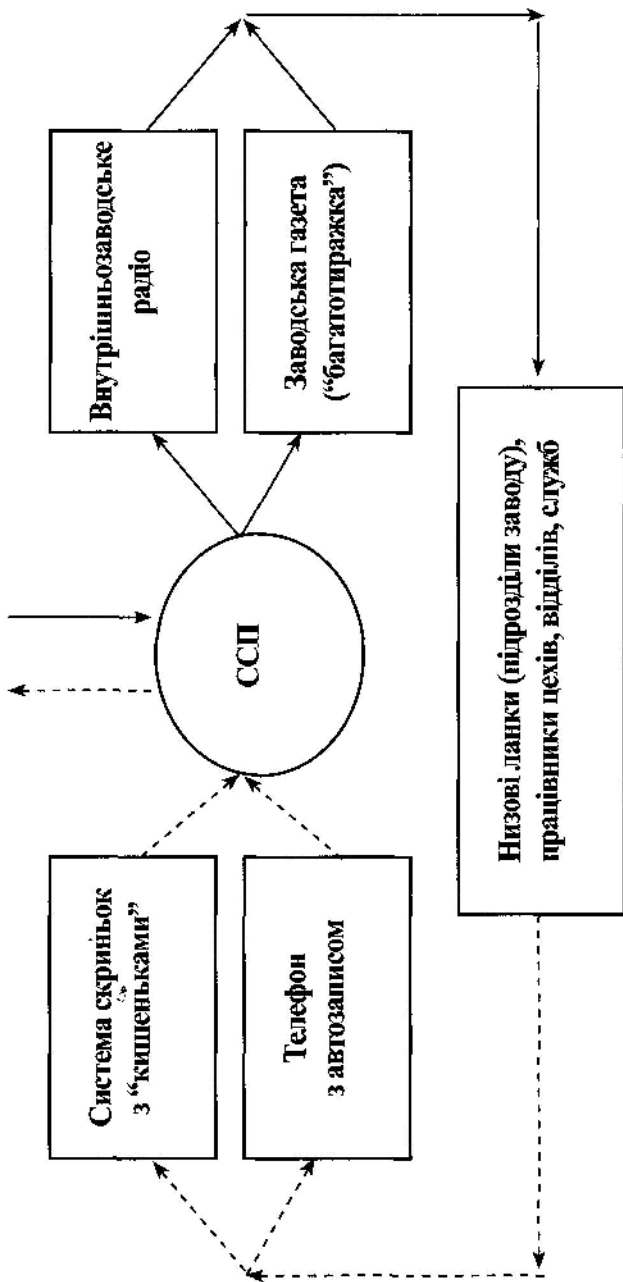 Система скриньок
з “кишеньками”
Телефон
з автозаписом
ССП
Внутрішньозаводське
радіо
Заводська газета
(“багатотиражка”)
Низові ланки (підрозділи заводу),
працівники цехів, відділів, служб